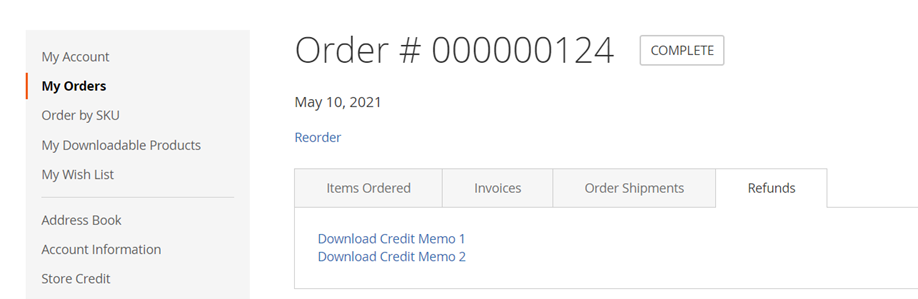 My Account
My Orders
Order by SKU
My Downloadable Products
My Wish List
Address Book
Account Information
Store Credit
Order # 000000124 COMPLETE
May 10, 2021
Reorder
Items Ordered Invoices Order Shipments Refunds
Download Credit Memo 1
Download Credit Memo 2